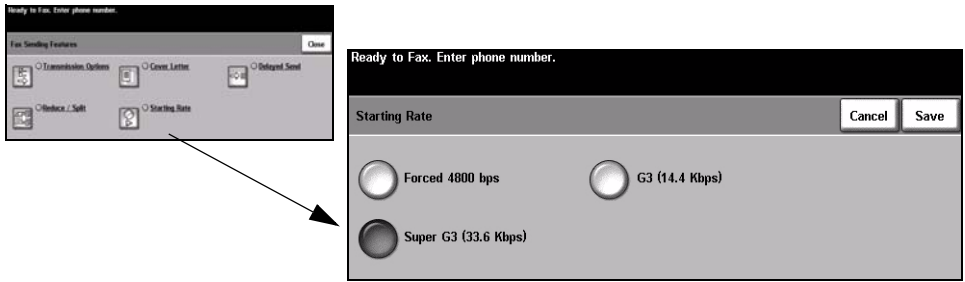 Ready to Fax. Enter phone number.
Fax Sending Features
Close
Transmission Options
Cover Letter
Delayed Send
Reduce / Split
Starting Rate
Ready to Fax. Enter phone number.
Starting Rate
Cancel
Save
Forced 4800 bps
G3 (14.4 Kbps)
Super G3 (33.6 Kbps)